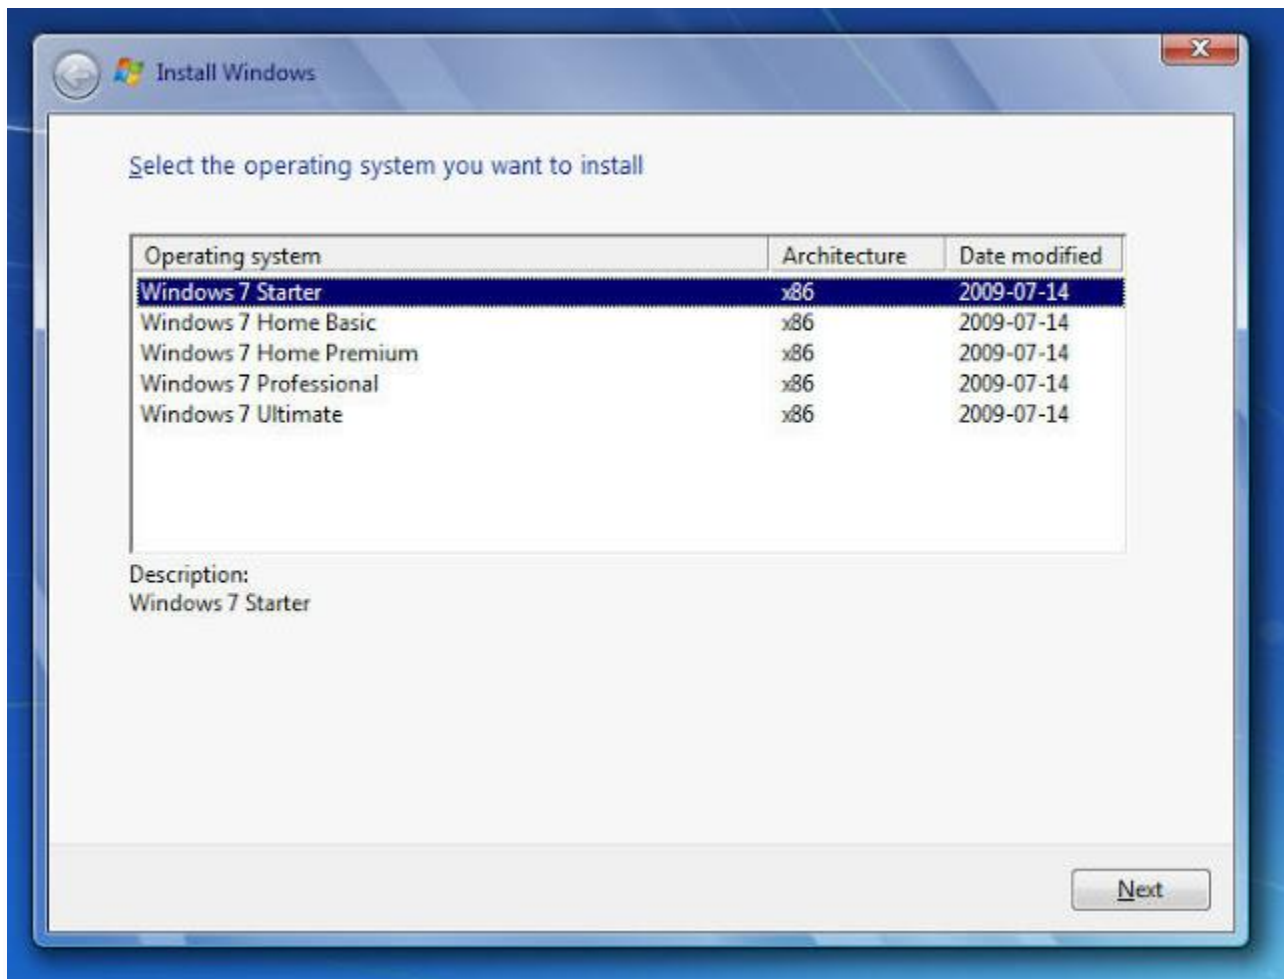 Install Windows
Select the operating system you want to install
Operating system Architecture Date modified
Windows 7 Starter x86 2009-07-14
Windows 7 Home Basic x86 2009-07-14
Windows 7 Home Premium x86 2009-07-14
Windows 7 Professional x86 2009-07-14
Windows 7 Ultimate x86 2009-07-14
Description:
Windows 7 Starter
Next